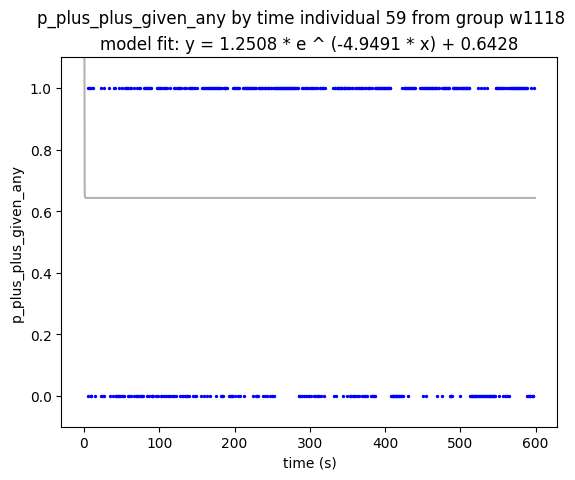 p_plus_plus_given_any by time individual 59 from group w1118
model fit: y = 1.2508 * e ^ (-4.9491 * x) + 0.6428
1.0
0.8
0.6
0.4
0.2
0.0
p_plus_plus_given_any
0 100 200 300 400 500 600
time (s)